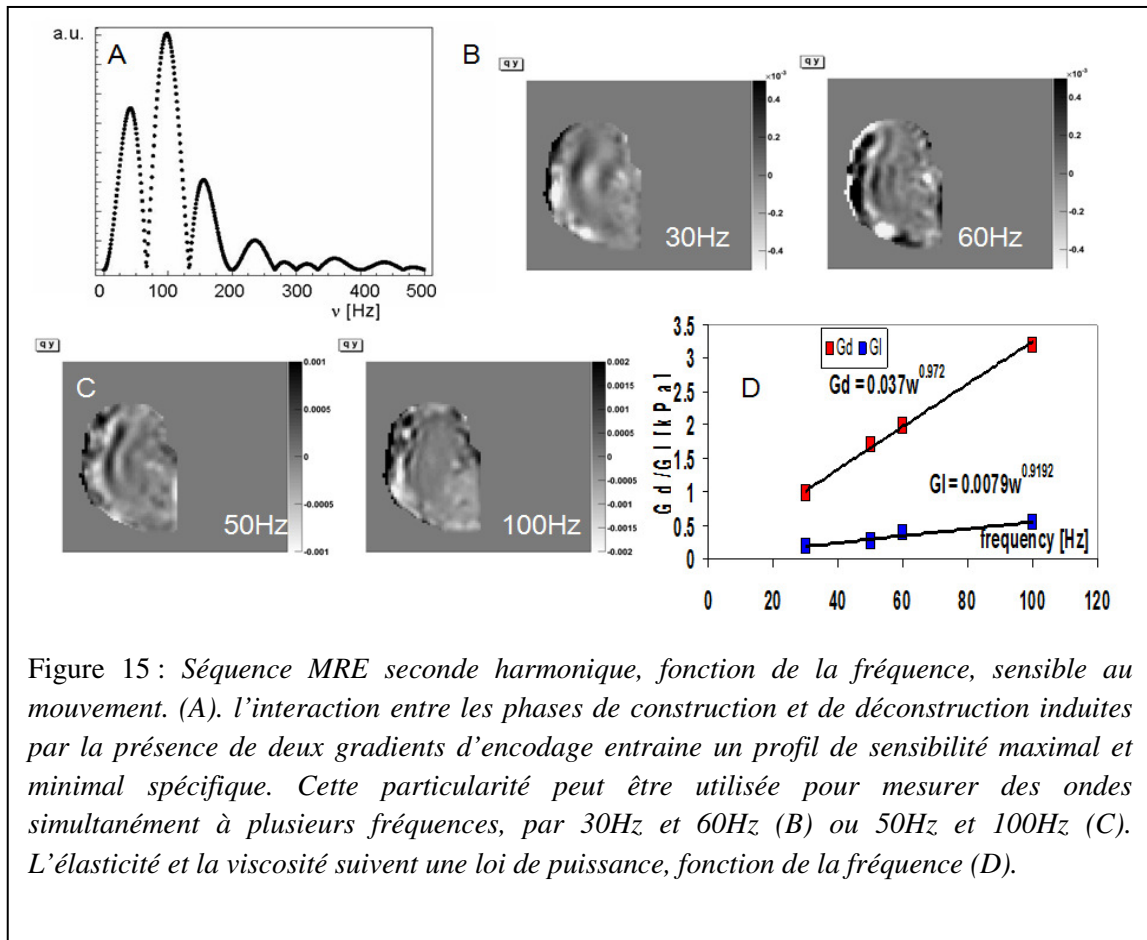 a.u.
A
0 100 200 300 400 500
ν [Hz]
B
q y
×10⁻³
0.4
0.2
0
-0.2
-0.4
30Hz
q y
×10⁻³
0.4
0.2
0
-0.2
-0.4
60Hz
q y
C
0.001
0.0005
0
-0.0005
-0.001
50Hz
q y
0.002
0.0015
0.001
0.0005
0
-0.0005
-0.001
-0.0015
-0.002
100Hz
Gd/Gl [kPa]
3.5
3
2.5
2
1.5
1
0.5
0
Gd Gl
D
Gd = 0.037w^0.972
Gl = 0.0079w^0.9192
frequency [Hz]
0 20 40 60 80 100 120
Figure 15 : Séquence MRE seconde harmonique, fonction de la fréquence, sensible au
mouvement. (A). l’interaction entre les phases de construction et de déconstruction induites
par la présence de deux gradients d’encodage entraine un profil de sensibilité maximal et
minimal spécifique. Cette particularité peut être utilisée pour mesurer des ondes
simultanément à plusieurs fréquences, par 30Hz et 60Hz (B) ou 50Hz et 100Hz (C).
L’élasticité et la viscosité suivent une loi de puissance, fonction de la fréquence (D).